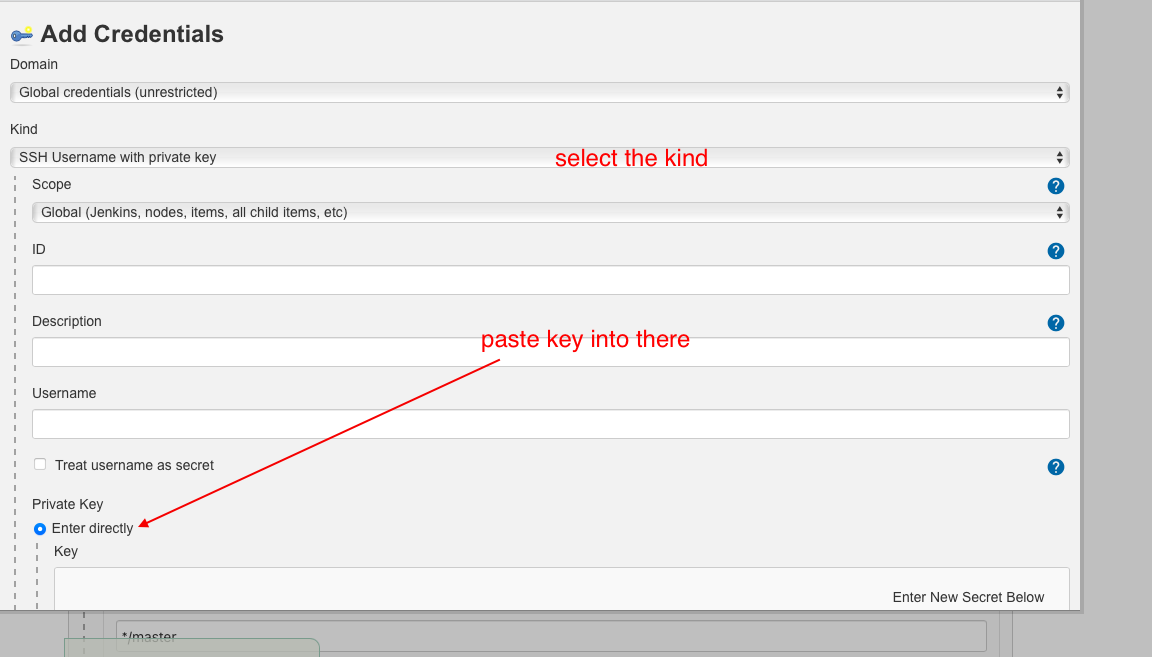 Add Credentials
Domain
Global credentials (unrestricted)
Kind
SSH Username with private key
select the kind
Scope
?
Global (Jenkins, nodes, items, all child items, etc)
ID
?
Description
?
paste key into there
Username
Treat username as secret
?
Private Key
Enter directly
Key
Enter New Secret Below
*/master